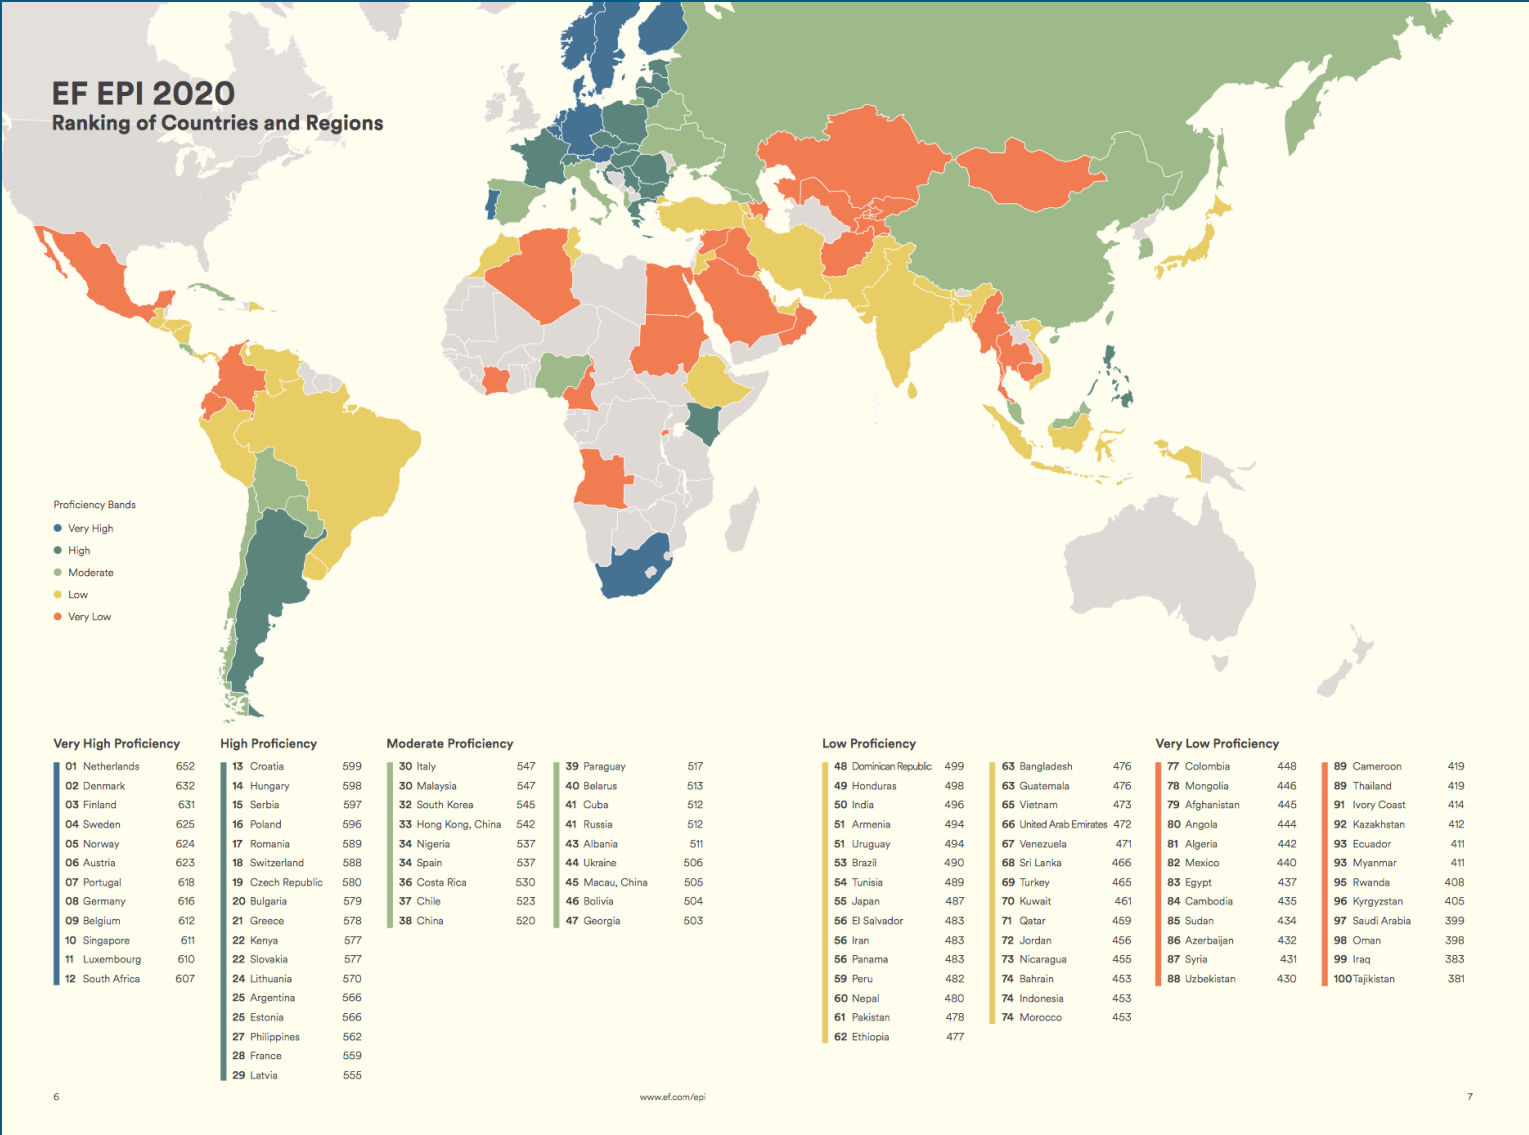 EF EPI 2020
Ranking of Countries and Regions
Proficiency Bands
Very High
High
Moderate
Low
Very Low
Very High Proficiency
01 Netherlands 652
02 Denmark 632
03 Finland 631
04 Sweden 625
05 Norway 624
06 Austria 623
07 Portugal 618
08 Germany 616
09 Belgium 612
10 Singapore 611
11 Luxembourg 610
12 South Africa 607
High Proficiency
13 Croatia 599
14 Hungary 598
15 Serbia 597
16 Poland 596
17 Romania 589
18 Switzerland 588
19 Czech Republic 580
20 Bulgaria 579
21 Greece 578
22 Kenya 577
22 Slovakia 577
24 Lithuania 570
25 Argentina 566
25 Estonia 566
27 Philippines 562
28 France 559
29 Latvia 555
Moderate Proficiency
30 Italy 547
30 Malaysia 547
32 South Korea 545
33 Hong Kong, China 542
34 Nigeria 537
34 Spain 537
36 Costa Rica 530
37 Chile 523
38 China 520
39 Paraguay 517
40 Belarus 513
41 Cuba 512
41 Russia 512
43 Albania 511
44 Ukraine 506
45 Macau, China 505
46 Bolivia 504
47 Georgia 503
Low Proficiency
48 Dominican Republic 499
49 Honduras 498
50 India 496
51 Armenia 494
51 Uruguay 494
53 Brazil 490
54 Tunisia 489
55 Japan 487
56 El Salvador 483
56 Iran 483
56 Panama 483
59 Peru 482
60 Nepal 480
61 Pakistan 478
62 Ethiopia 477
63 Bangladesh 476
63 Guatemala 476
65 Vietnam 473
66 United Arab Emirates 472
67 Venezuela 471
68 Sri Lanka 466
69 Turkey 465
70 Kuwait 461
71 Qatar 459
72 Jordan 456
73 Nicaragua 455
74 Bahrain 453
74 Indonesia 453
74 Morocco 453
Very Low Proficiency
77 Colombia 448
78 Mongolia 446
79 Afghanistan 445
80 Angola 444
81 Algeria 442
82 Mexico 440
83 Egypt 437
84 Cambodia 435
85 Sudan 434
86 Azerbaijan 432
87 Syria 431
88 Uzbekistan 430
89 Cameroon 419
89 Thailand 419
91 Ivory Coast 414
92 Kazakhstan 412
93 Ecuador 411
93 Myanmar 411
95 Rwanda 408
96 Kyrgyzstan 405
97 Saudi Arabia 399
98 Oman 398
99 Iraq 383
100 Tajikistan 381
6
www.ef.com/epi
7